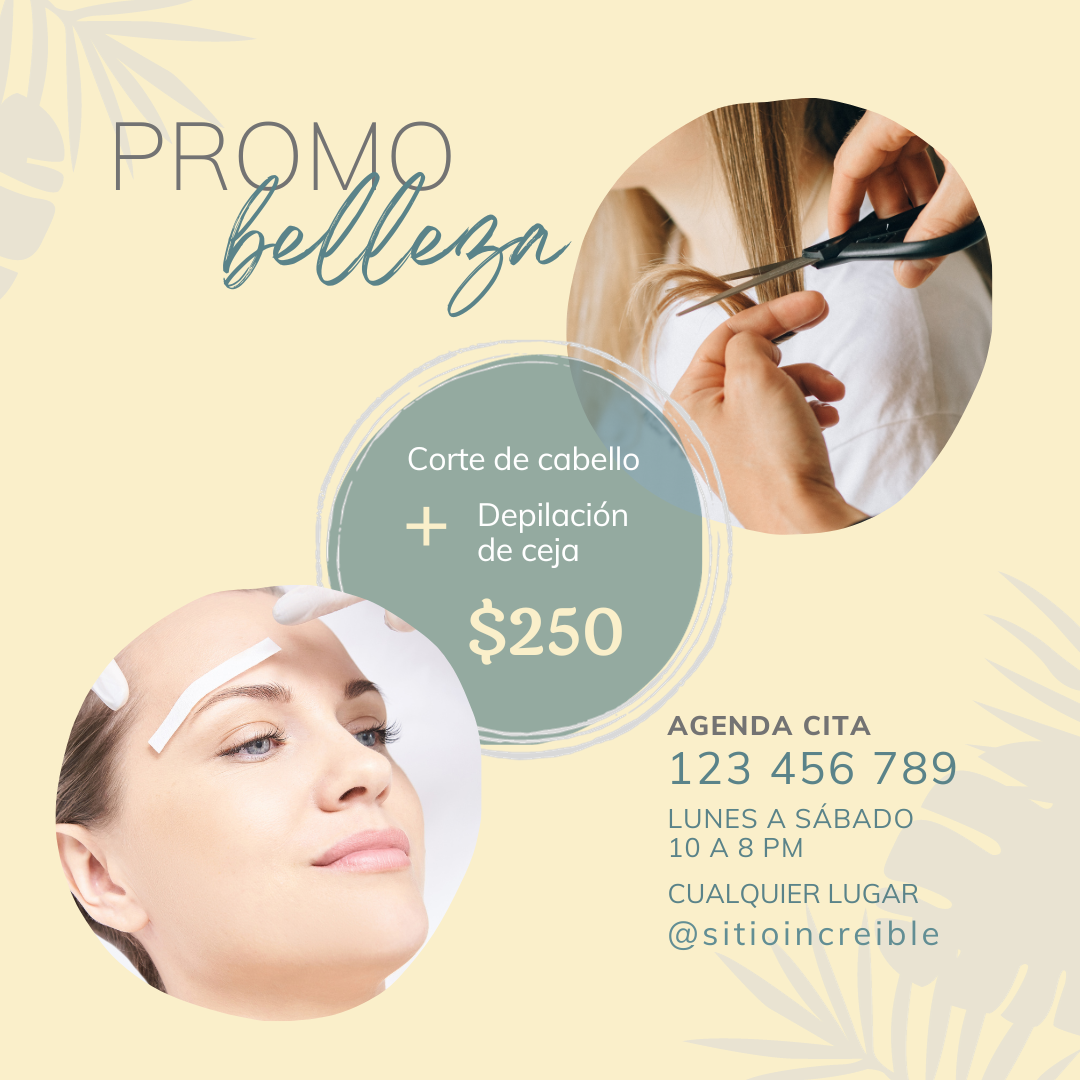 PROMO
belleza
Corte de cabello
+ Depilación
de ceja
$250
AGENDA CITA
123 456 789
LUNES A SÁBADO
10 A 8 PM
CUALQUIER LUGAR
@sitioincreible